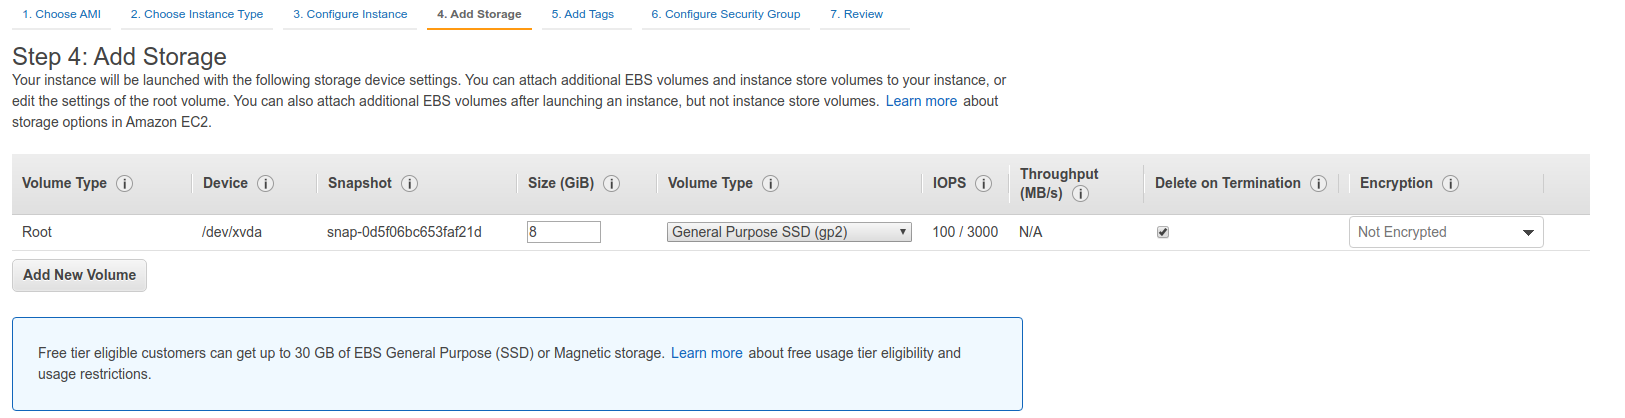 1. Choose AMI 2. Choose Instance Type 3. Configure Instance 4. Add Storage 5. Add Tags 6. Configure Security Group 7. Review
Step 4: Add Storage
Your instance will be launched with the following storage device settings. You can attach additional EBS volumes and instance store volumes to your instance, or
edit the settings of the root volume. You can also attach additional EBS volumes after launching an instance, but not instance store volumes. Learn more about
storage options in Amazon EC2.
Volume Type Device Snapshot Size (GiB) Volume Type IOPS Throughput (MB/s) Delete on Termination Encryption
Root /dev/xvda snap-0d5f06bc653faf21d 8 General Purpose SSD (gp2) 100 / 3000 N/A Not Encrypted
Add New Volume
Free tier eligible customers can get up to 30 GB of EBS General Purpose (SSD) or Magnetic storage. Learn more about free usage tier eligibility and
usage restrictions.